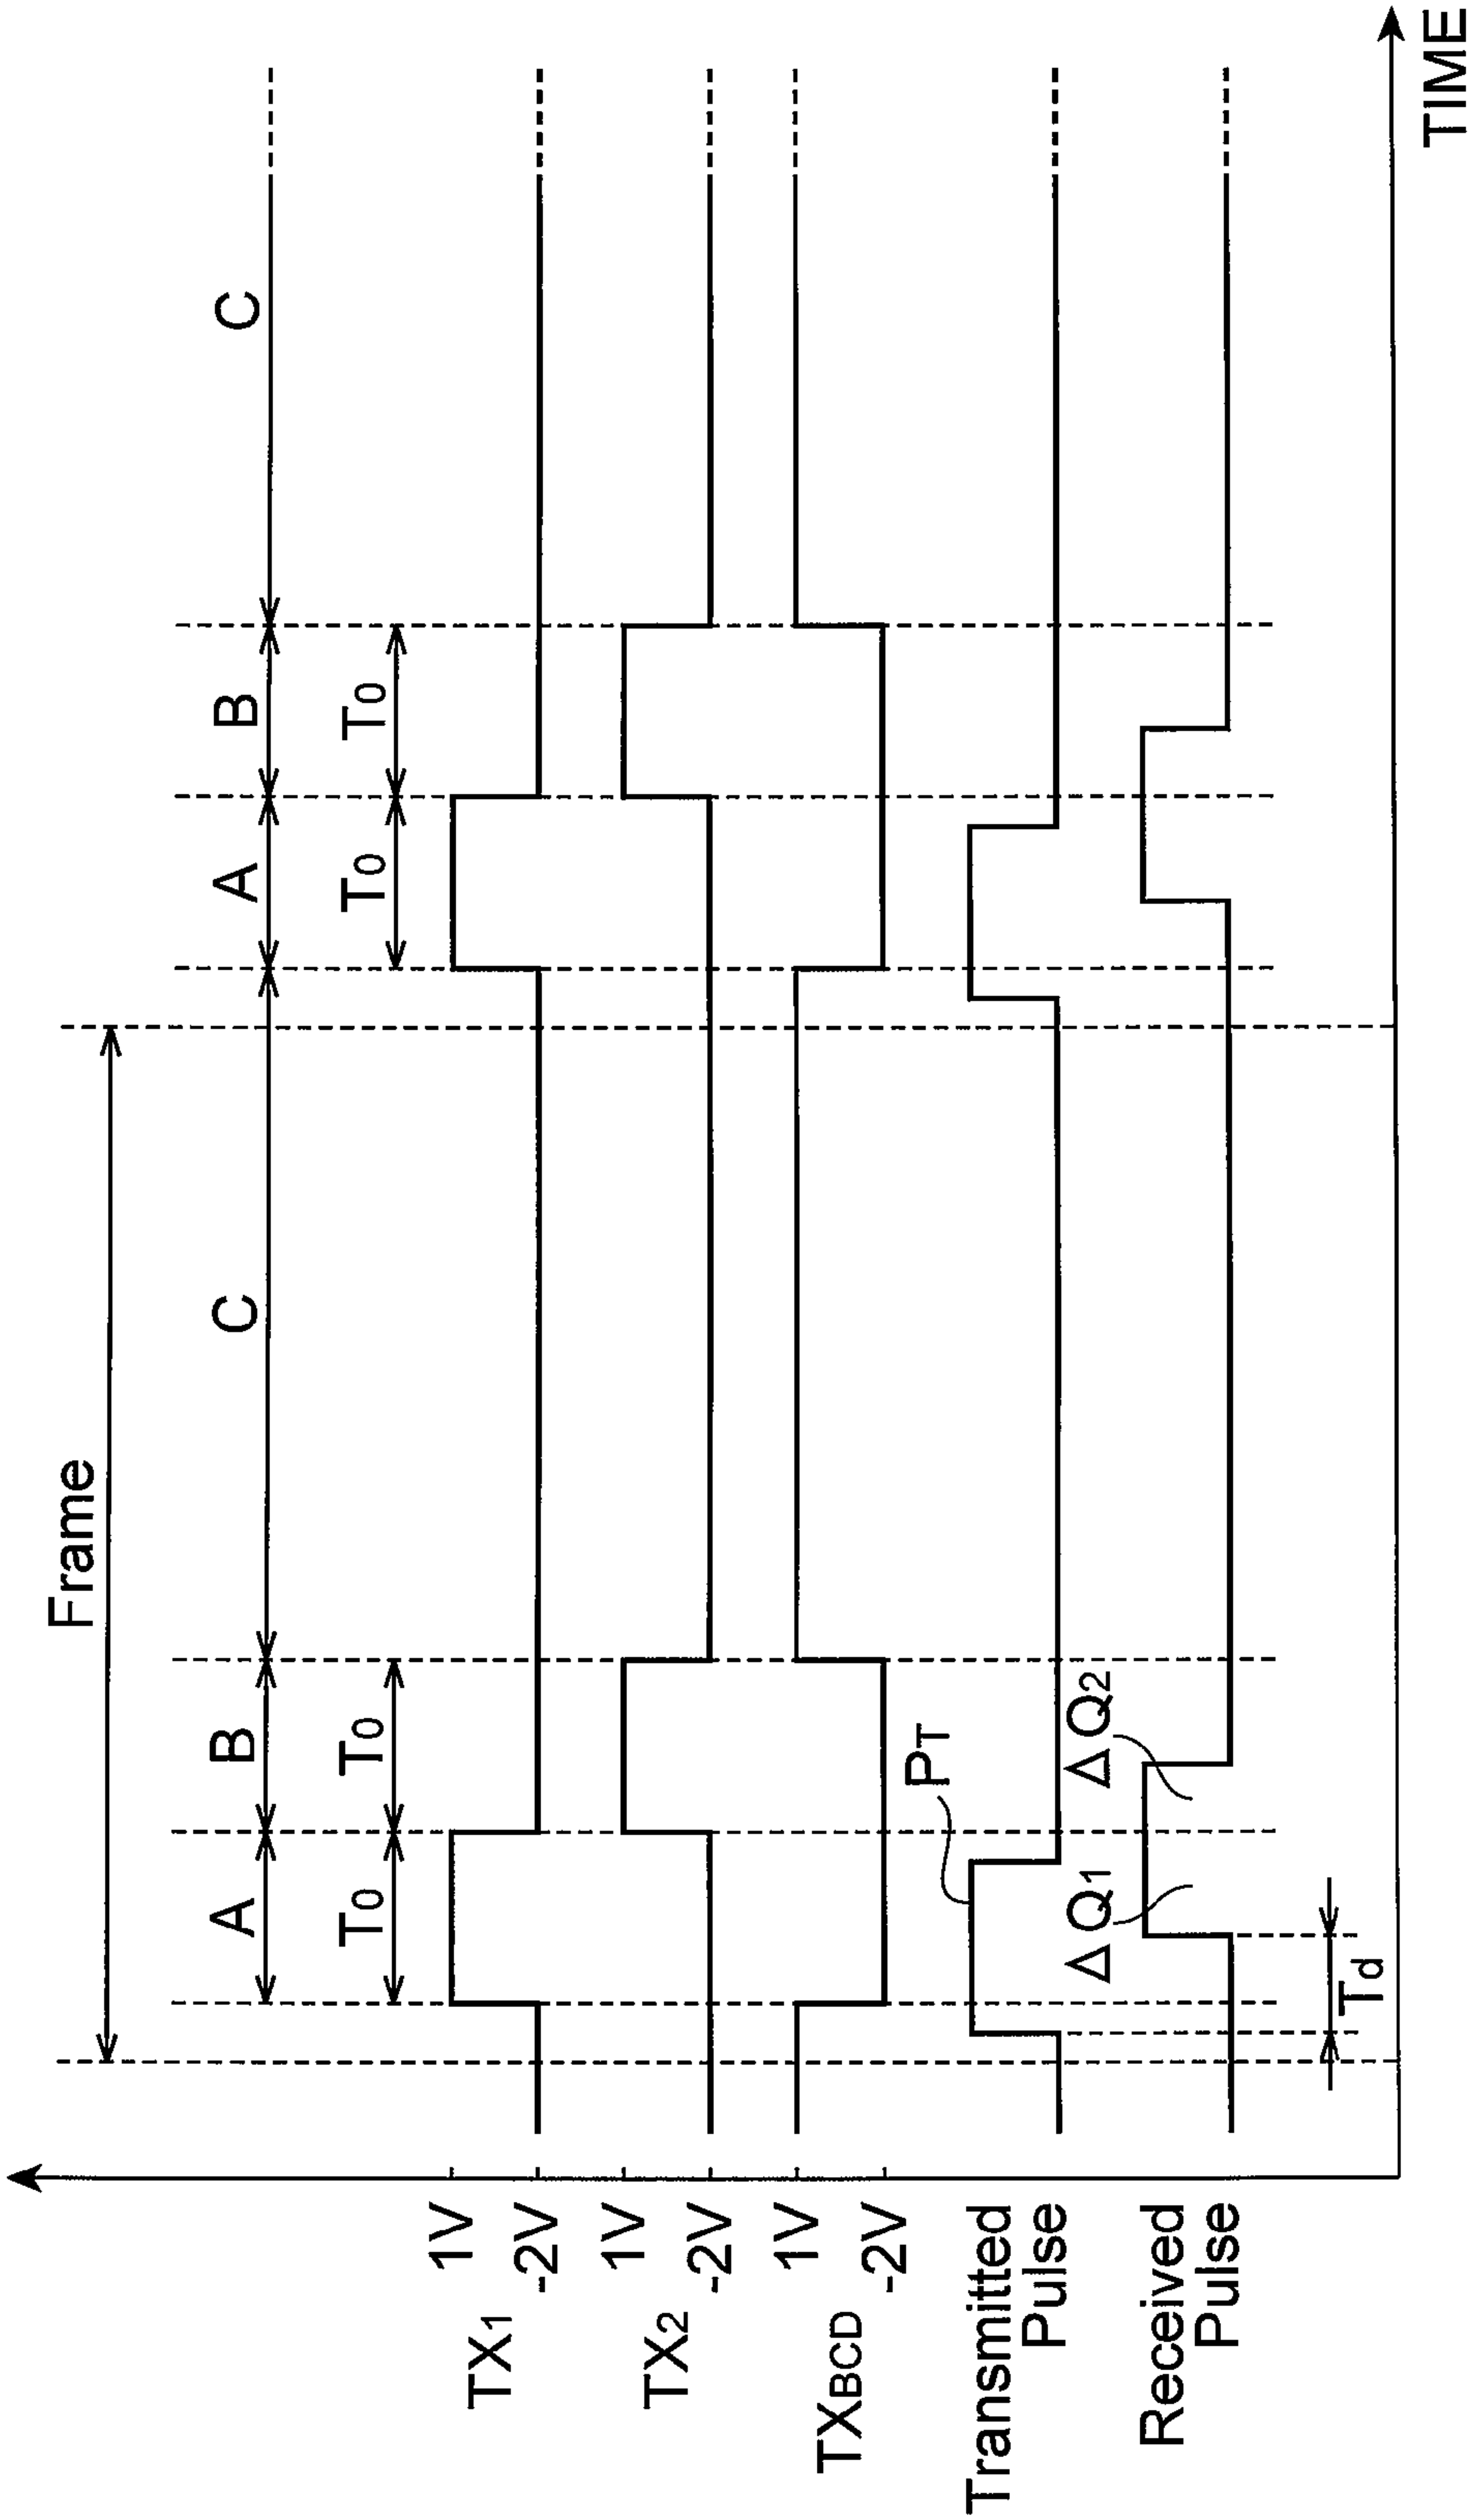 Frame
A
B
C
A
B
C
T0
T0
T0
T0
TX1
1V
-2V
TX2
1V
-2V
TXBCD
1V
-2V
PT
Transmitted
Pulse
ΔQ1
ΔQ2
Received
Pulse
Td
TIME